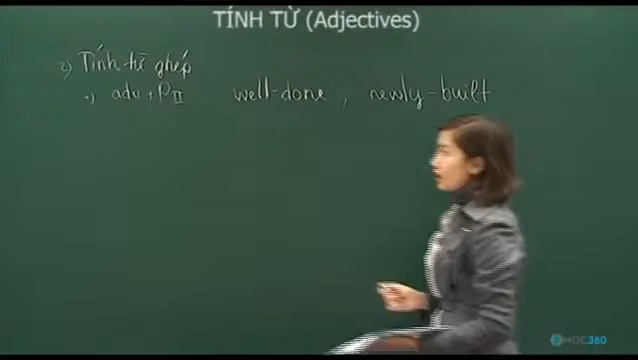 TÍNH TỪ (Adjectives)
2) Tính từ ghép
+) adv + PII well-done, newly-built
HOC360